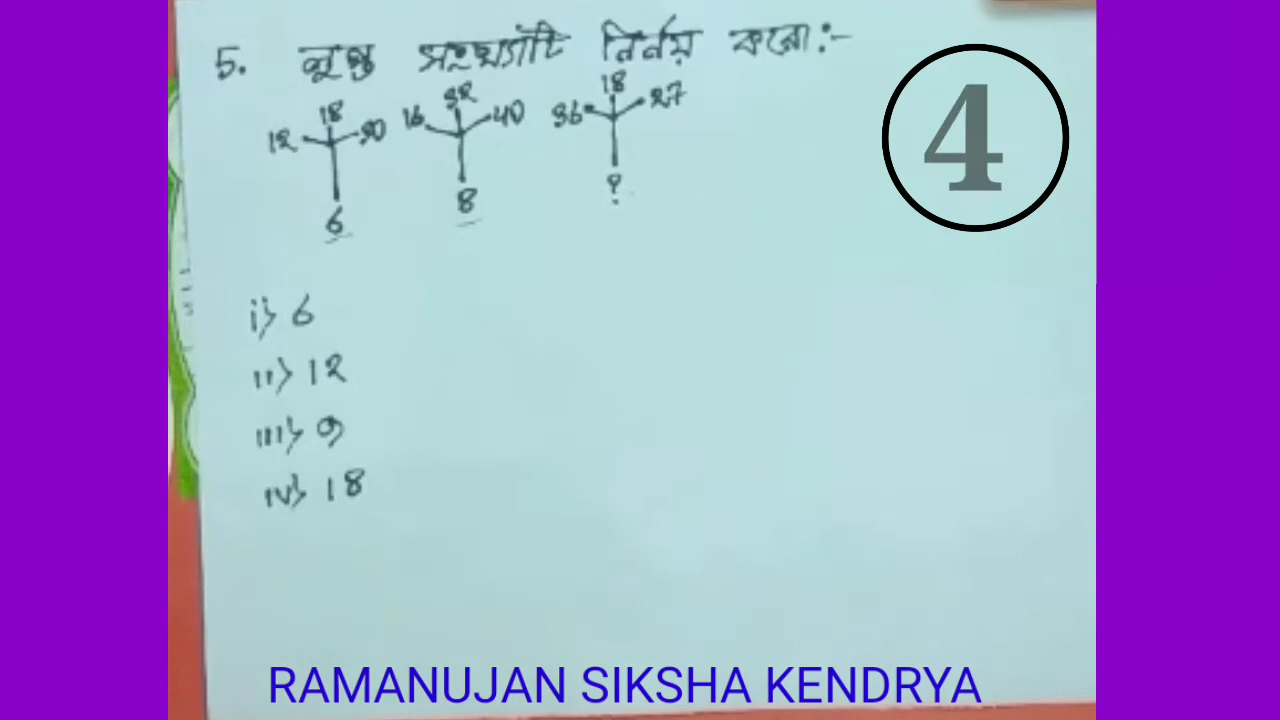 5. লুপ্ত সংখ্যাটি নির্নয় করো :-
18 32 18
12 30 16 40 36 27
6 8 ?
i> 6
ii> 12
iii> 9
iv> 18
4
RAMANUJAN SIKSHA KENDRYA